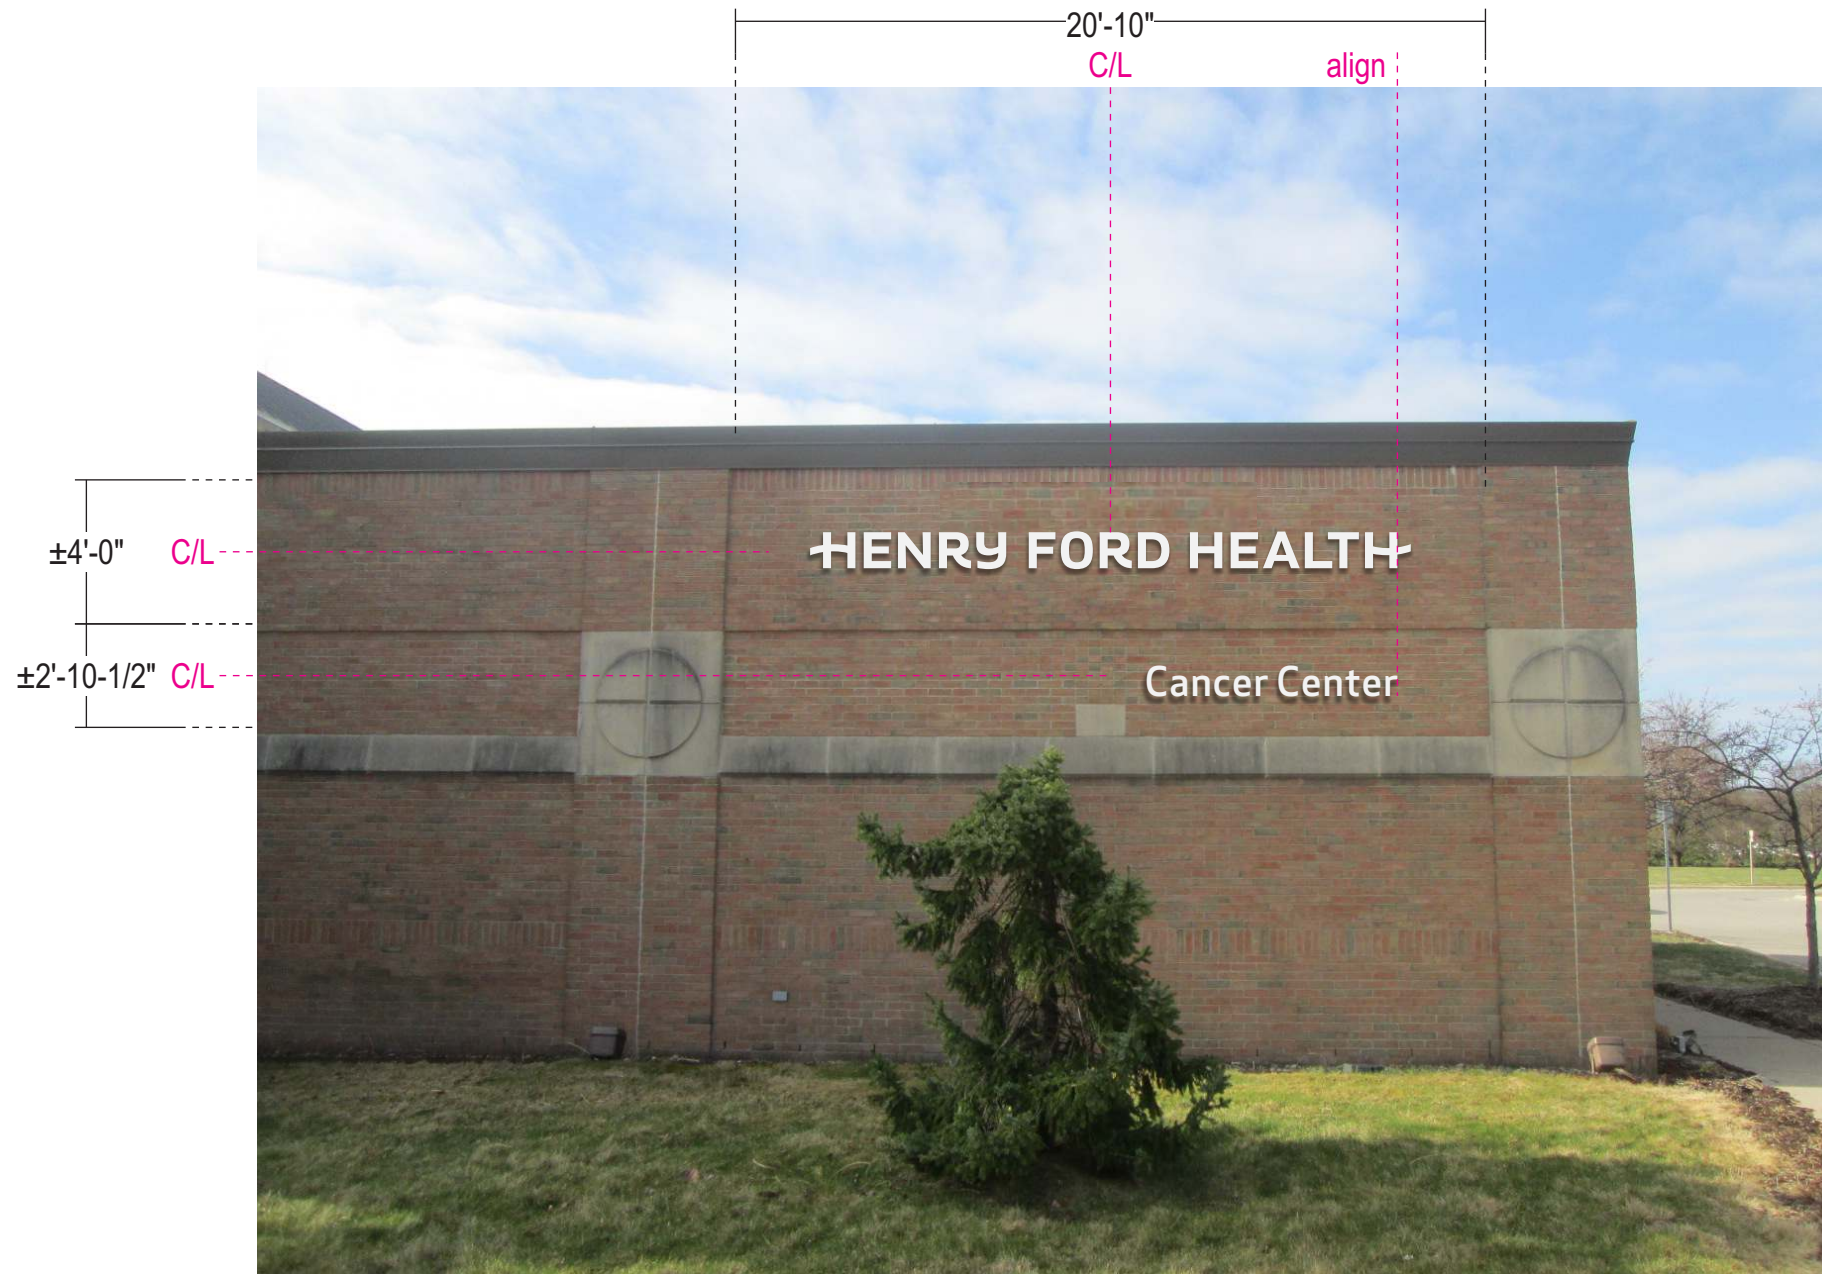 20'-10"
C/L
align
±4'-0"
C/L
HENRY FORD HEALTH
±2'-10-1/2"
C/L
Cancer Center